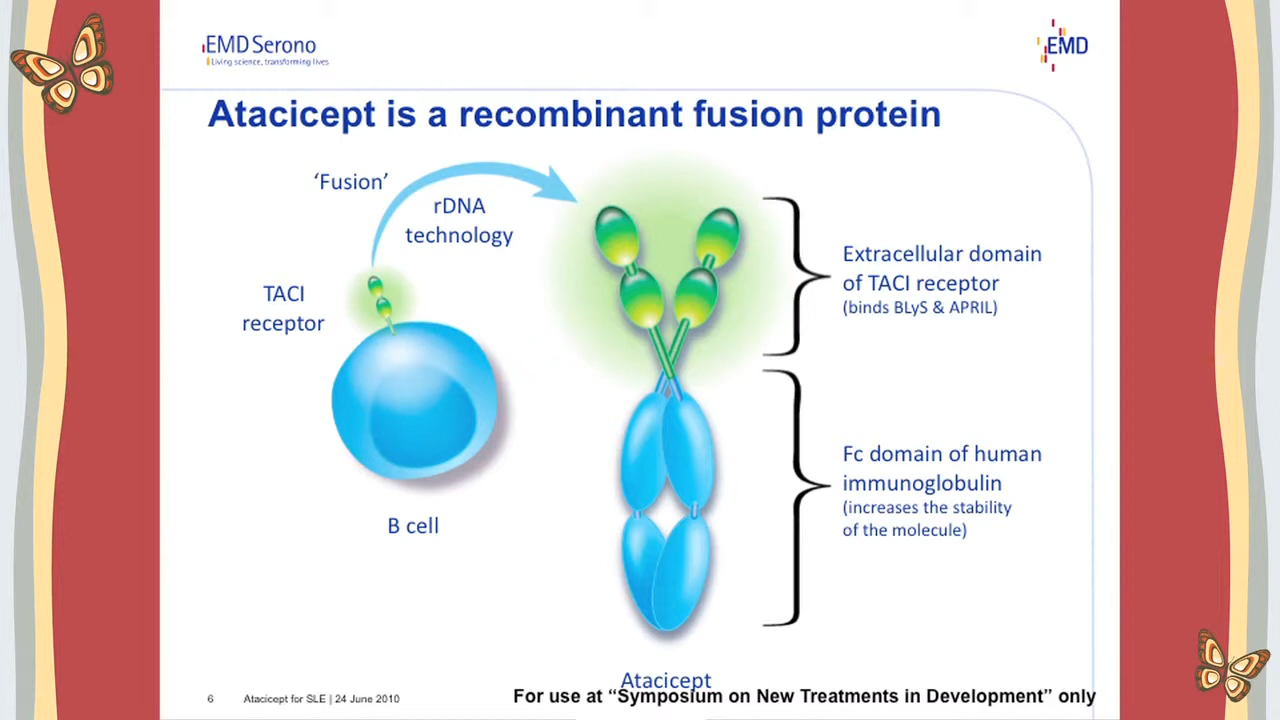 EMD Serono
Living science, transforming lives
EMD
Atacicept is a recombinant fusion protein
‘Fusion’
rDNA
technology
TACI
receptor
B cell
Extracellular domain
of TACI receptor
(binds BLyS & APRIL)
Fc domain of human
immunoglobulin
(increases the stability
of the molecule)
Atacicept
6 Atacicept for SLE | 24 June 2010
For use at “Symposium on New Treatments in Development” only